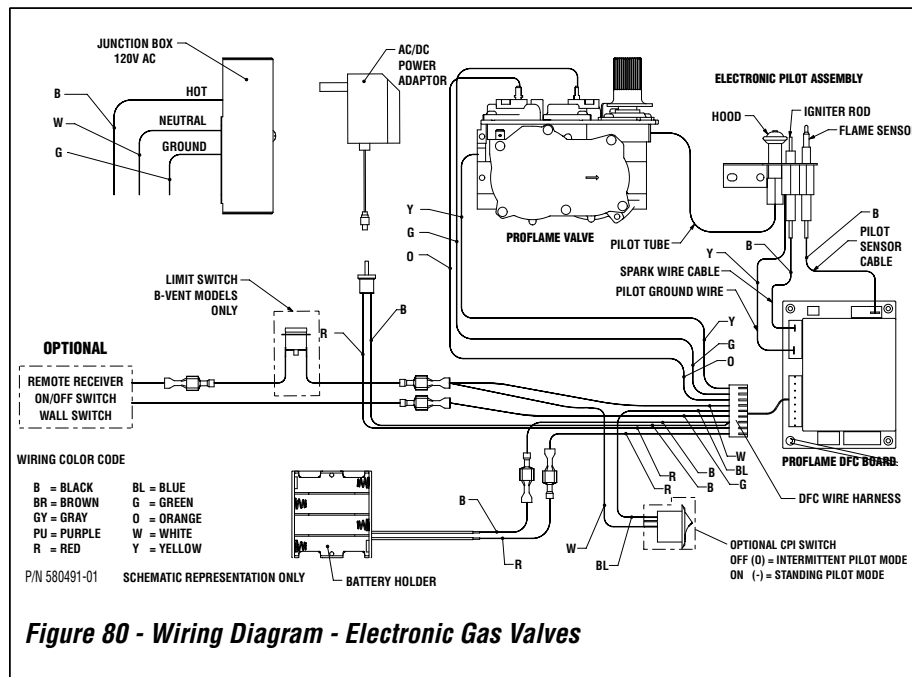 JUNCTION BOX
120V AC
HOT
B
NEUTRAL
W
GROUND
G
AC/DC
POWER
ADAPTOR
ELECTRONIC PILOT ASSEMBLY
HOOD
IGNITER ROD
FLAME SENSOR
PROFLAME VALVE
PILOT TUBE
Y
G
O
B
B
PILOT
SENSOR
CABLE
Y
SPARK WIRE CABLE
PILOT GROUND WIRE
LIMIT SWITCH
B-VENT MODELS
ONLY
R
B
Y
G
O
OPTIONAL
REMOTE RECEIVER
ON/OFF SWITCH
WALL SWITCH
W
BL
G
B
B
R
R
PROFLAME DFC BOARD
DFC WIRE HARNESS
WIRING COLOR CODE
B = BLACK
BR = BROWN
GY = GRAY
PU = PURPLE
R = RED
BL = BLUE
G = GREEN
O = ORANGE
W = WHITE
Y = YELLOW
B
R
W
BL
OPTIONAL CPI SWITCH
OFF (O) = INTERMITTENT PILOT MODE
ON (-) = STANDING PILOT MODE
P/N 580491-01
SCHEMATIC REPRESENTATION ONLY
BATTERY HOLDER
Figure 80 - Wiring Diagram - Electronic Gas Valves